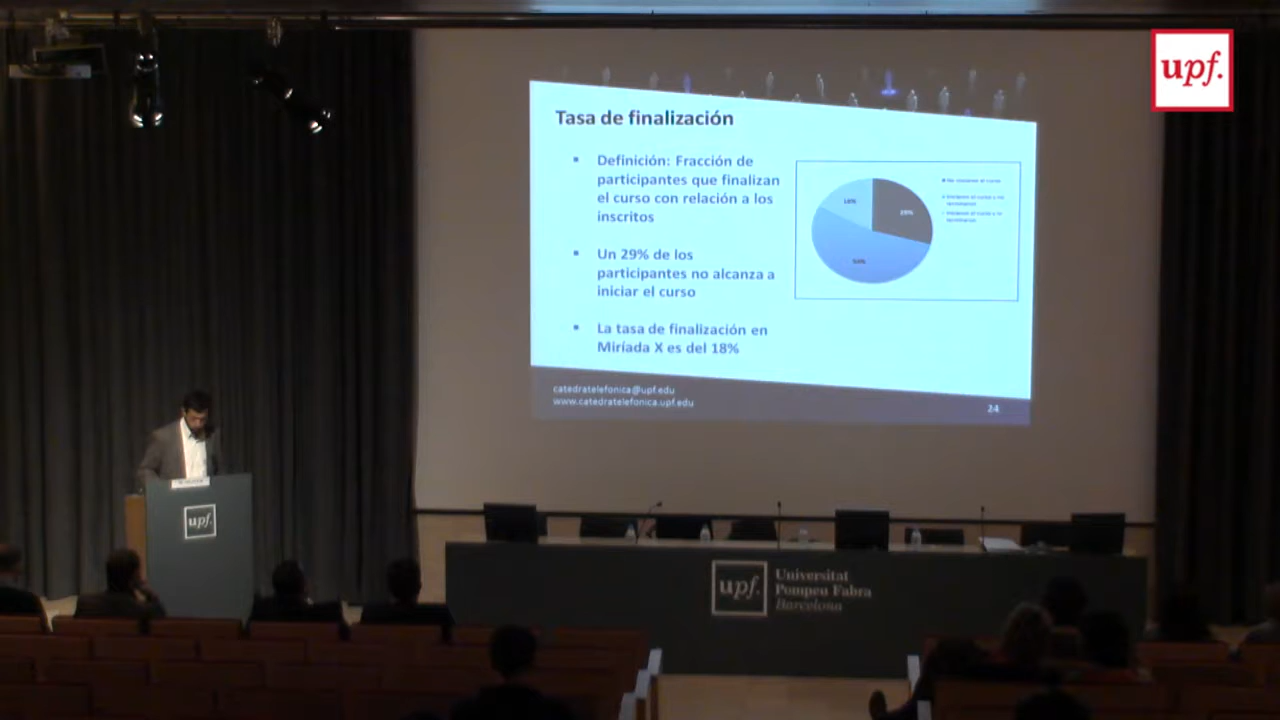 upf.
Tasa de finalización
▪ Definición: Fracción de
participantes que finalizan
el curso con relación a los
inscritos
▪ Un 29% de los
participantes no alcanza a
iniciar el curso
▪ La tasa de finalización en
Miríada X es del 18%
18%
29%
catedratelefonica@upf.edu
www.catedratelefonica.upf.edu
24
upf.
upf.
Universitat
Pompeu Fabra
Barcelona